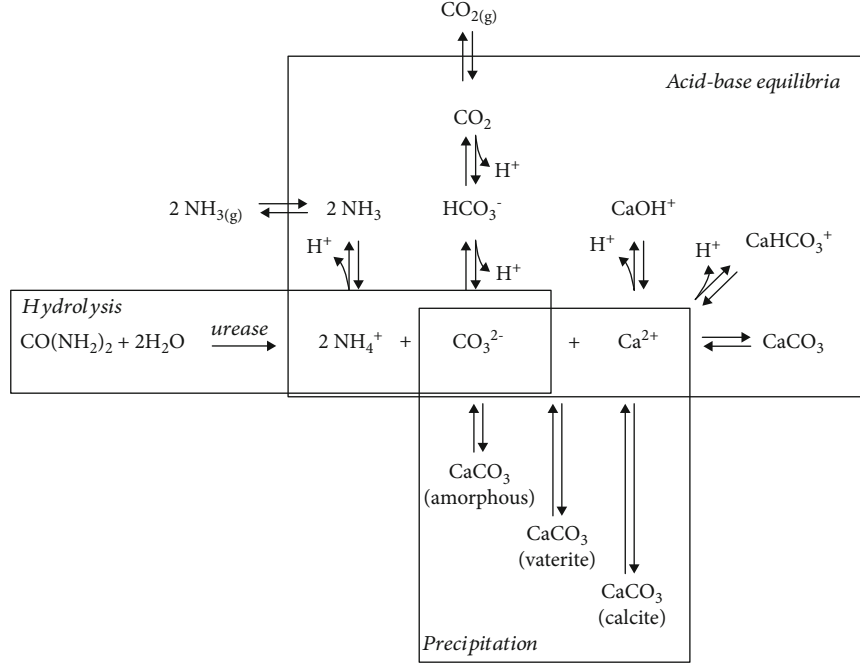 CO₂₍g₎
Acid-base equilibria
CO₂
H⁺
2 NH₃₍g₎
2 NH₃
HCO₃⁻
CaOH⁺
H⁺
H⁺
H⁺
H⁺
CaHCO₃⁺
Hydrolysis
CO(NH₂)₂ + 2H₂O
urease
2 NH₄⁺
+
CO₃²⁻
+
Ca²⁺
CaCO₃
CaCO₃
(amorphous)
CaCO₃
(vaterite)
CaCO₃
(calcite)
Precipitation